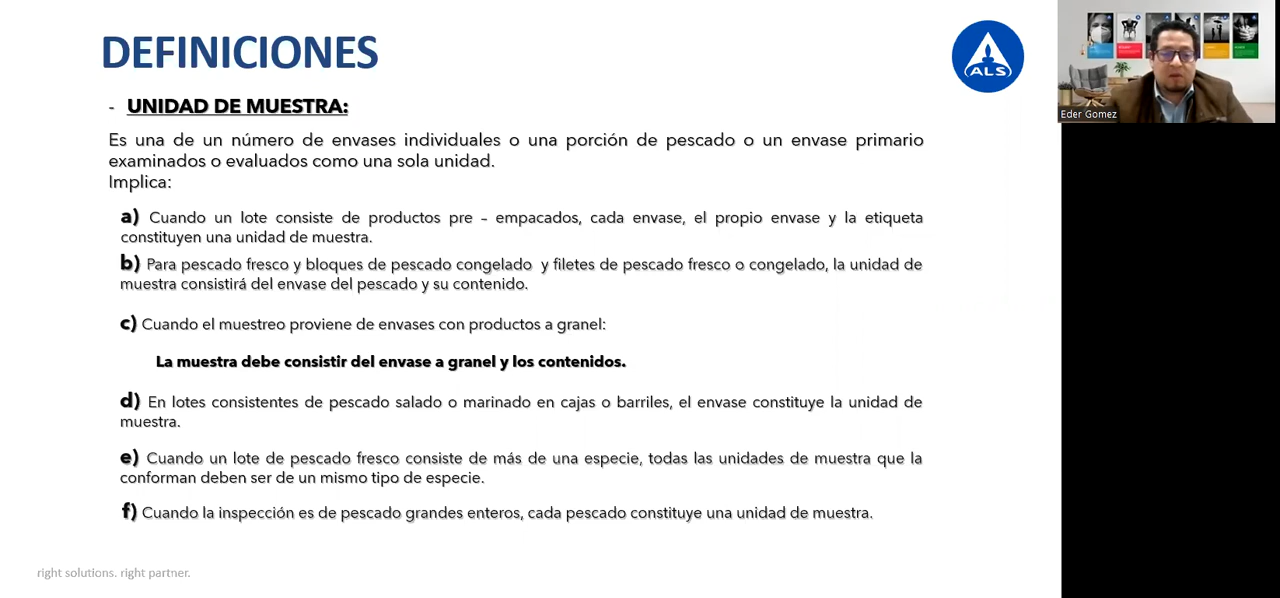 DEFINICIONES
ALS
Eder Gomez
- UNIDAD DE MUESTRA:
Es una de un número de envases individuales o una porción de pescado o un envase primario
examinados o evaluados como una sola unidad.
Implica:
a) Cuando un lote consiste de productos pre – empacados, cada envase, el propio envase y la etiqueta
constituyen una unidad de muestra.
b) Para pescado fresco y bloques de pescado congelado y filetes de pescado fresco o congelado, la unidad de
muestra consistirá del envase del pescado y su contenido.
c) Cuando el muestreo proviene de envases con productos a granel:
La muestra debe consistir del envase a granel y los contenidos.
d) En lotes consistentes de pescado salado o marinado en cajas o barriles, el envase constituye la unidad de
muestra.
e) Cuando un lote de pescado fresco consiste de más de una especie, todas las unidades de muestra que la
conforman deben ser de un mismo tipo de especie.
f) Cuando la inspección es de pescado grandes enteros, cada pescado constituye una unidad de muestra.
right solutions. right partner.